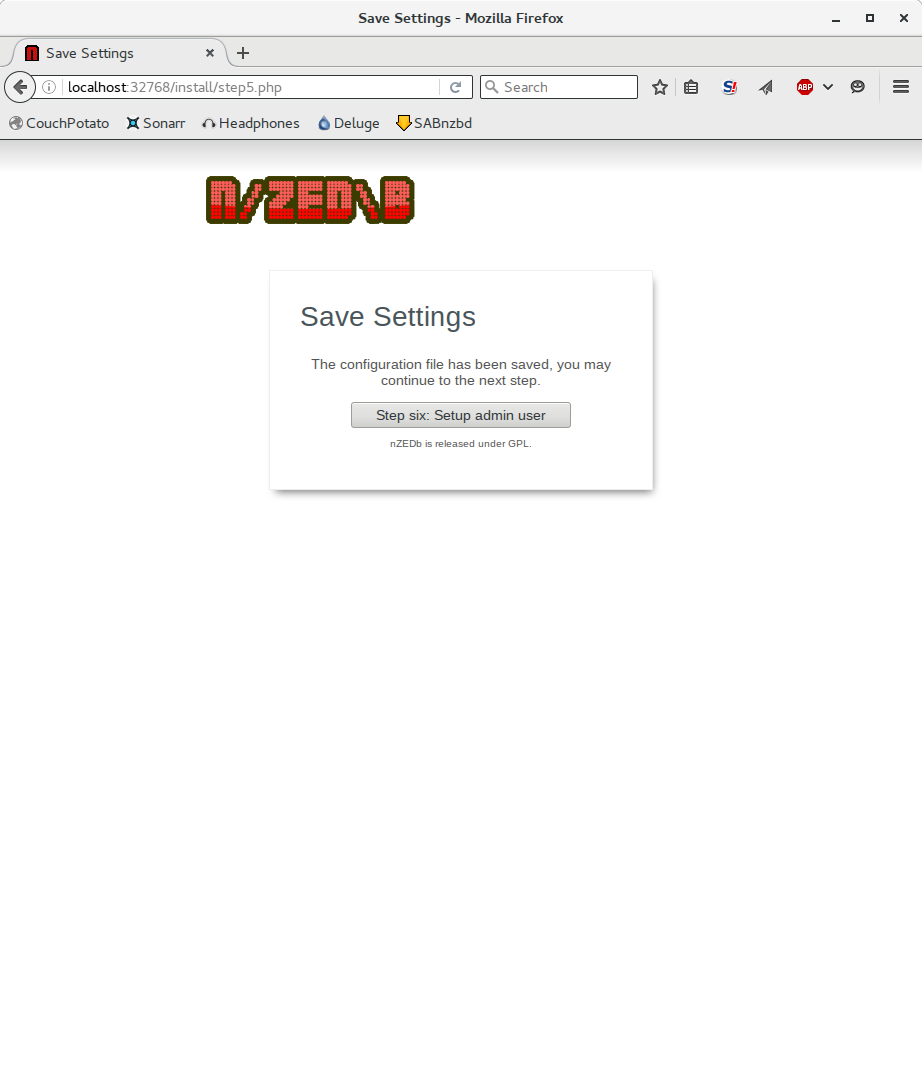 Save Settings - Mozilla Firefox
Save Settings
localhost:32768/install/step5.php
Search
S!
ABP
CouchPotato
Sonarr
Headphones
Deluge
SABnzbd
n/ZED\B
Save Settings
The configuration file has been saved, you may
continue to the next step.
Step six: Setup admin user
nZEDb is released under GPL.